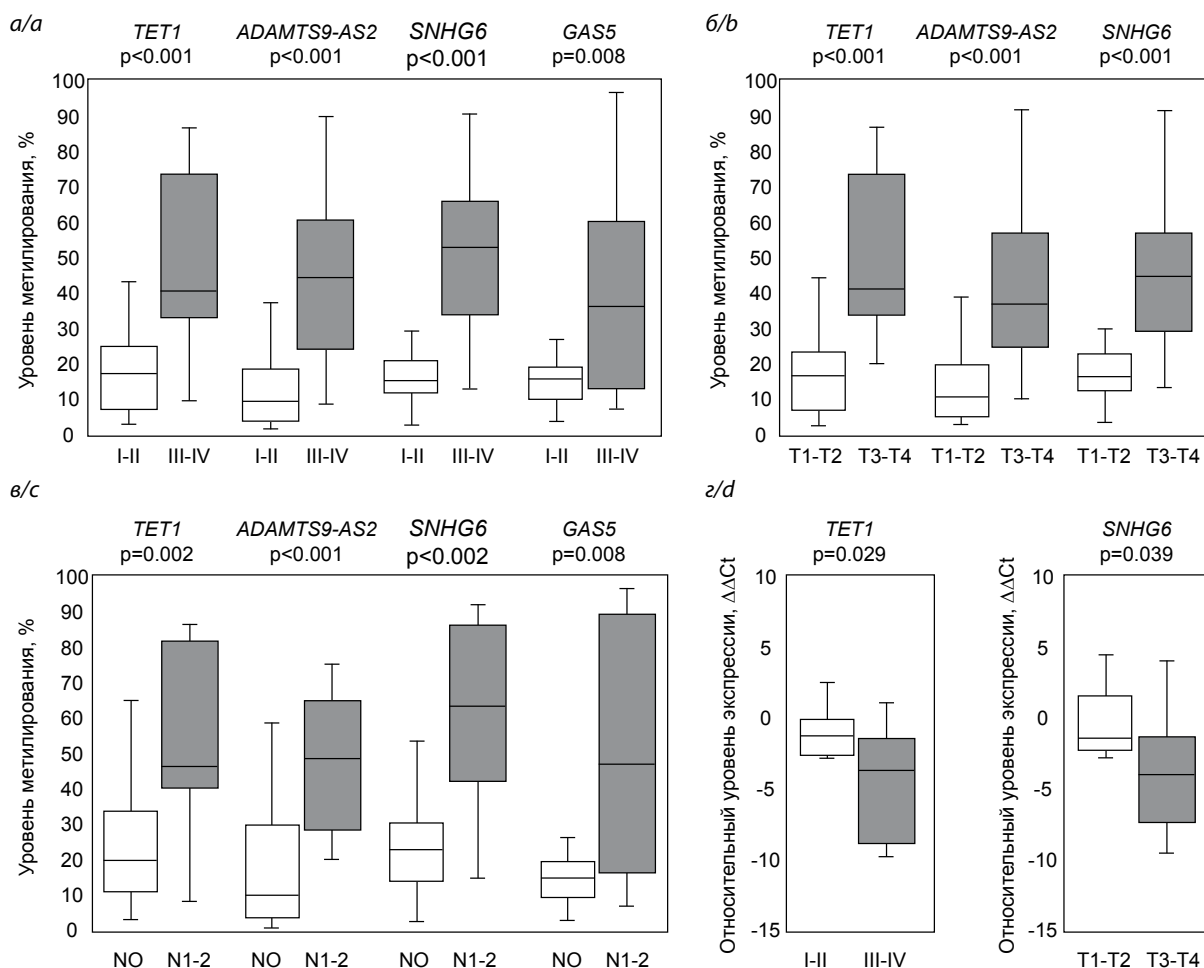 а/a
TET1 ADAMTS9-AS2 SNHG6 GAS5
p<0.001 p<0.001 p<0.001 p=0.008
Уровень метилирования, %
100
90
80
70
60
50
40
30
20
10
0
I-II III-IV I-II III-IV I-II III-IV I-II III-IV
б/b
TET1 ADAMTS9-AS2 SNHG6
p<0.001 p<0.001 p<0.001
Уровень метилирования, %
100
90
80
70
60
50
40
30
20
10
0
T1-T2 T3-T4 T1-T2 T3-T4 T1-T2 T3-T4
в/c
TET1 ADAMTS9-AS2 SNHG6 GAS5
p=0.002 p<0.001 p<0.002 p=0.008
Уровень метилирования, %
100
90
80
70
60
50
40
30
20
10
0
NO N1-2 NO N1-2 NO N1-2 NO N1-2
г/d
TET1
p=0.029
Относительный уровень экспрессии, ΔΔCt
10
5
0
-5
-10
-15
I-II III-IV
SNHG6
p=0.039
Относительный уровень экспрессии, ΔΔCt
10
5
0
-5
-10
-15
T1-T2 T3-T4